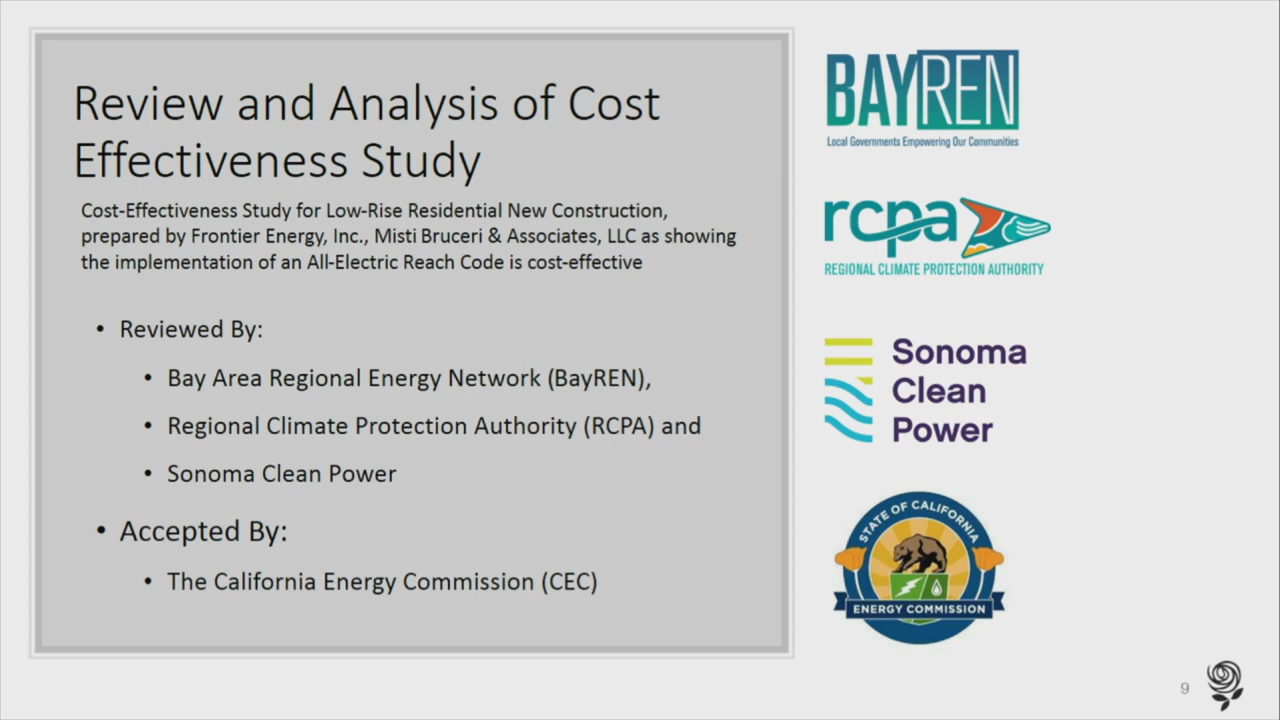 Review and Analysis of Cost
Effectiveness Study
Cost-Effectiveness Study for Low-Rise Residential New Construction,
prepared by Frontier Energy, Inc., Misti Bruceri & Associates, LLC as showing
the implementation of an All-Electric Reach Code is cost-effective
• Reviewed By:
• Bay Area Regional Energy Network (BayREN),
• Regional Climate Protection Authority (RCPA) and
• Sonoma Clean Power
• Accepted By:
• The California Energy Commission (CEC)
BAYREN
Local Governments Empowering Our Communities
rcpa
REGIONAL CLIMATE PROTECTION AUTHORITY
Sonoma
Clean
Power
STATE OF CALIFORNIA
ENERGY COMMISSION
9